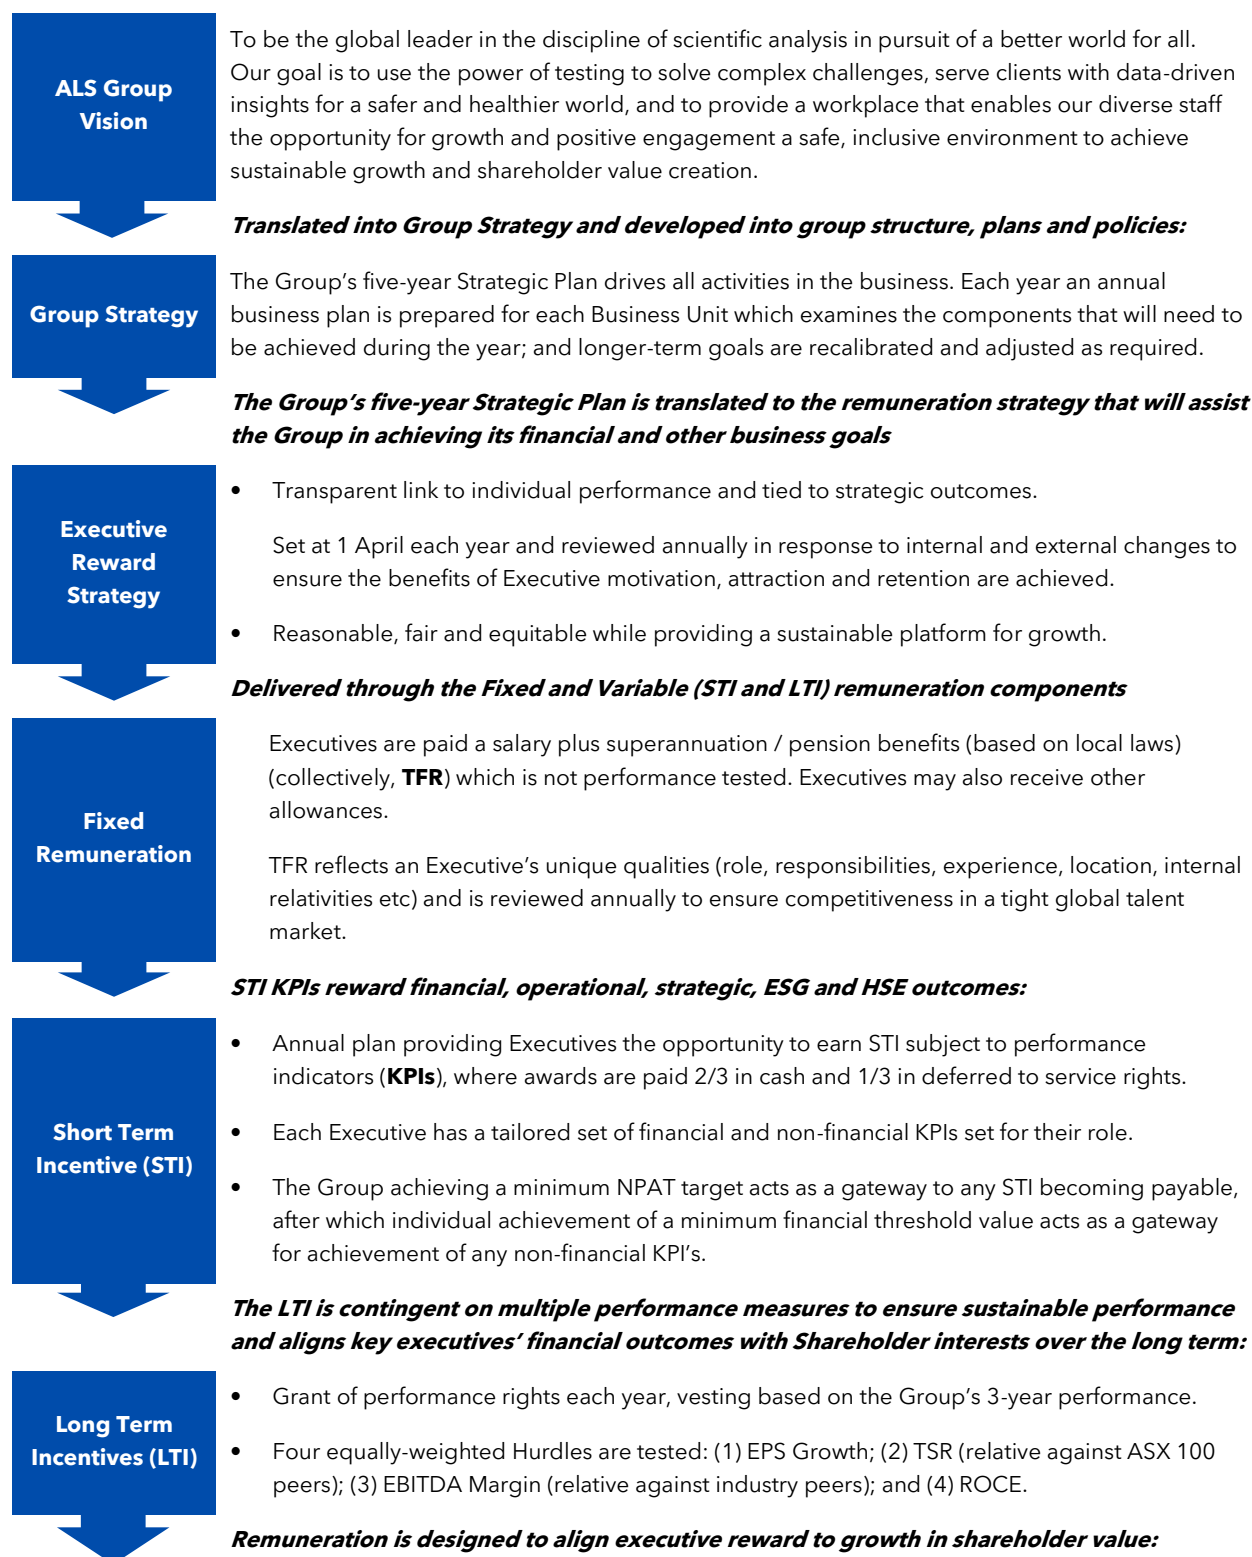 ALS Group
Vision
To be the global leader in the discipline of scientific analysis in pursuit of a better world for all.
Our goal is to use the power of testing to solve complex challenges, serve clients with data-driven
insights for a safer and healthier world, and to provide a workplace that enables our diverse staff
the opportunity for growth and positive engagement a safe, inclusive environment to achieve
sustainable growth and shareholder value creation.
Translated into Group Strategy and developed into group structure, plans and policies:
Group Strategy
The Group’s five-year Strategic Plan drives all activities in the business. Each year an annual
business plan is prepared for each Business Unit which examines the components that will need to
be achieved during the year; and longer-term goals are recalibrated and adjusted as required.
The Group’s five-year Strategic Plan is translated to the remuneration strategy that will assist
the Group in achieving its financial and other business goals
Executive
Reward
Strategy
• Transparent link to individual performance and tied to strategic outcomes.
Set at 1 April each year and reviewed annually in response to internal and external changes to
ensure the benefits of Executive motivation, attraction and retention are achieved.
• Reasonable, fair and equitable while providing a sustainable platform for growth.
Delivered through the Fixed and Variable (STI and LTI) remuneration components
Fixed
Remuneration
Executives are paid a salary plus superannuation / pension benefits (based on local laws)
(collectively, TFR) which is not performance tested. Executives may also receive other
allowances.
TFR reflects an Executive’s unique qualities (role, responsibilities, experience, location, internal
relativities etc) and is reviewed annually to ensure competitiveness in a tight global talent
market.
STI KPIs reward financial, operational, strategic, ESG and HSE outcomes:
Short Term
Incentive (STI)
• Annual plan providing Executives the opportunity to earn STI subject to performance
indicators (KPIs), where awards are paid 2/3 in cash and 1/3 in deferred to service rights.
• Each Executive has a tailored set of financial and non-financial KPIs set for their role.
• The Group achieving a minimum NPAT target acts as a gateway to any STI becoming payable,
after which individual achievement of a minimum financial threshold value acts as a gateway
for achievement of any non-financial KPI’s.
The LTI is contingent on multiple performance measures to ensure sustainable performance
and aligns key executives’ financial outcomes with Shareholder interests over the long term:
Long Term
Incentives (LTI)
• Grant of performance rights each year, vesting based on the Group’s 3-year performance.
• Four equally-weighted Hurdles are tested: (1) EPS Growth; (2) TSR (relative against ASX 100
peers); (3) EBITDA Margin (relative against industry peers); and (4) ROCE.
Remuneration is designed to align executive reward to growth in shareholder value: